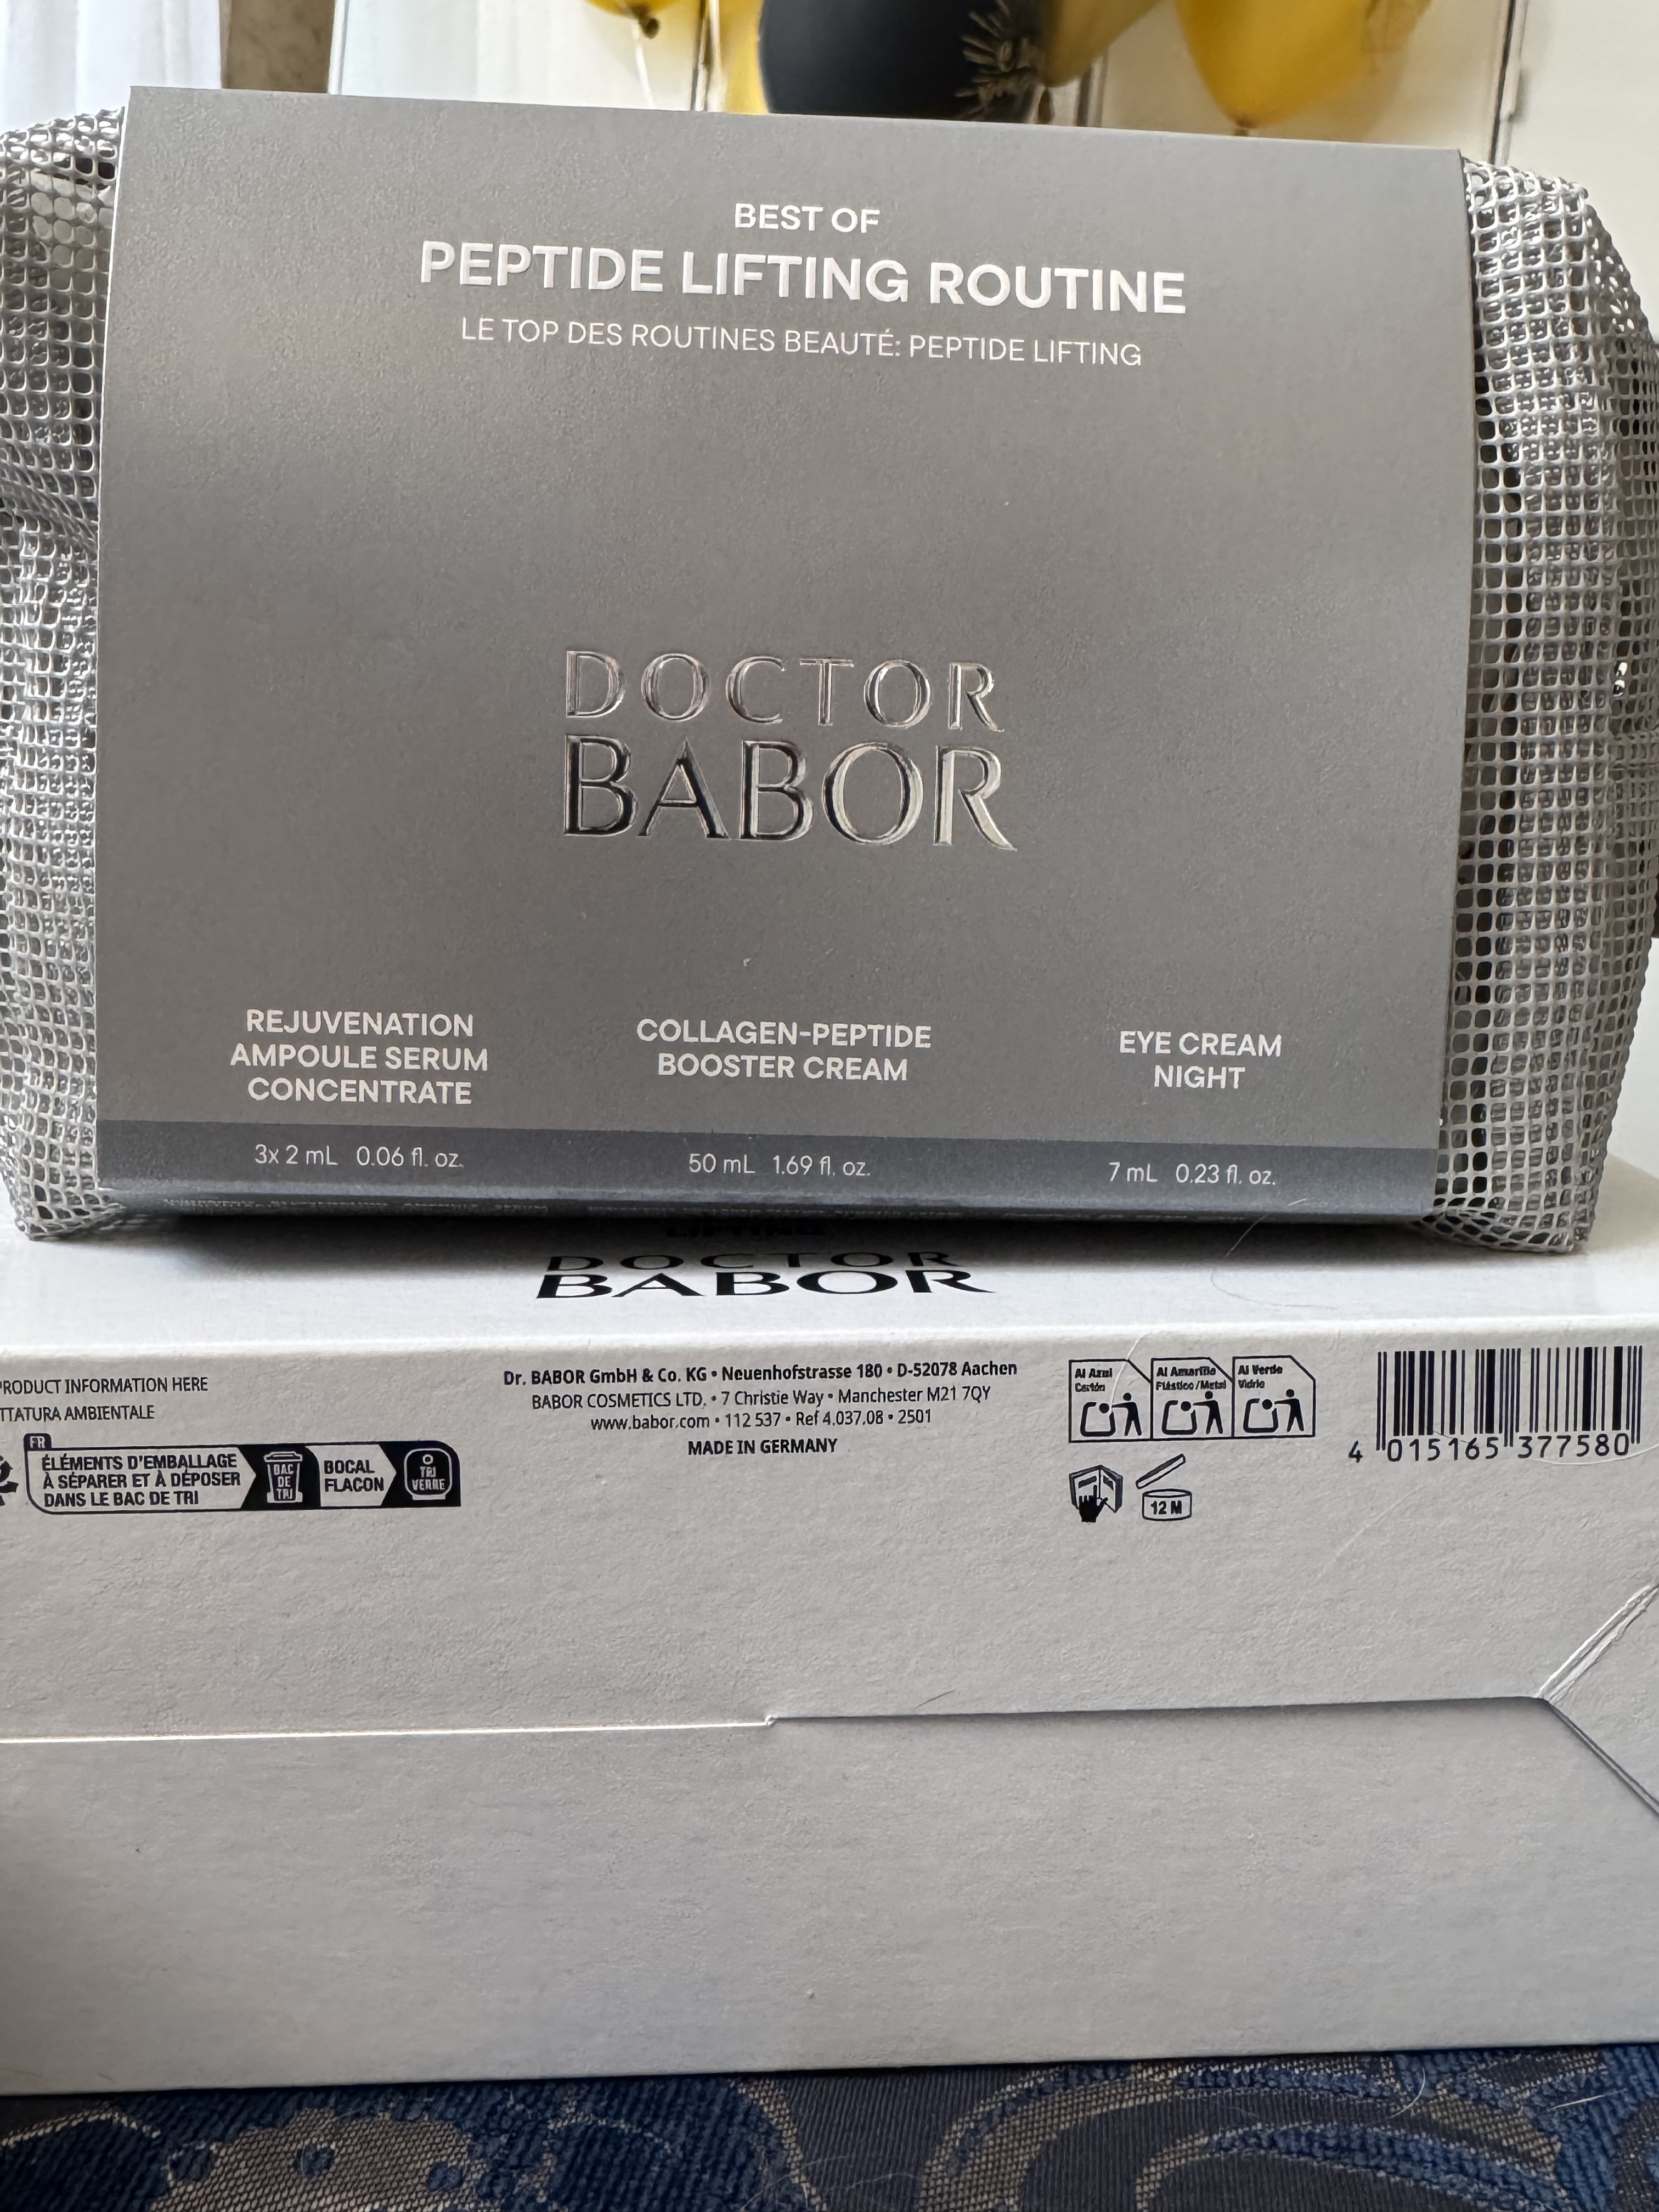 BEST OF
PEPTIDE LIFTING ROUTINE
LE TOP DES ROUTINES BEAUTÉ: PEPTIDE LIFTING
DOCTOR
BABOR
REJUVENATION
AMPOULE SERUM
CONCENTRATE
COLLAGEN-PEPTIDE
BOOSTER CREAM
EYE CREAM
NIGHT
3x 2 mL 0.06 fl. oz.
50 mL 1.69 fl. oz.
7 mL 0.23 fl. oz.
LIFTING
DOCTOR
BABOR
PRODUCT INFORMATION HERE
TTATURA AMBIENTALE
FR
ÉLÉMENTS D'EMBALLAGE
À SÉPARER ET À DÉPOSER
DANS LE BAC DE TRI
BAC
DE
TRI
BOCAL
FLACON
TRI
VERRE
Dr. BABOR GmbH & Co. KG • Neuenhofstrasse 180 • D-52078 Aachen
BABOR COSMETICS LTD. • 7 Christie Way • Manchester M21 7QY
www.babor.com • 112 537 • Ref 4.037,08 • 2501
MADE IN GERMANY
Al Azul
Cartón
Al Amarillo
Plástico/Metal
Al Verde
Vidrio
12 M
4 015165 377580